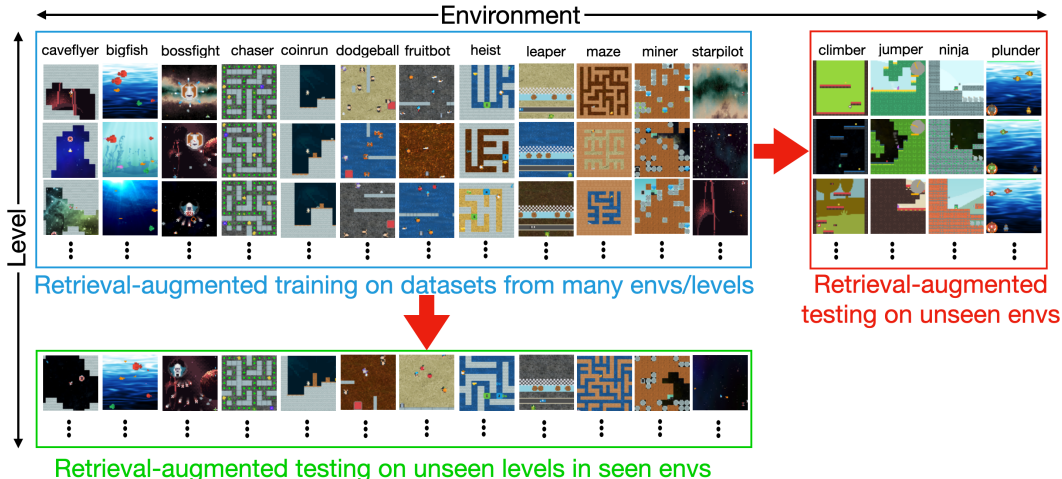 Environment
Level
caveflyer bigfish bossfight chaser coinrun dodgeball fruitbot heist leaper maze miner starpilot
climber jumper ninja plunder
Retrieval-augmented training on datasets from many envs/levels
Retrieval-augmented
testing on unseen envs
Retrieval-augmented testing on unseen levels in seen envs